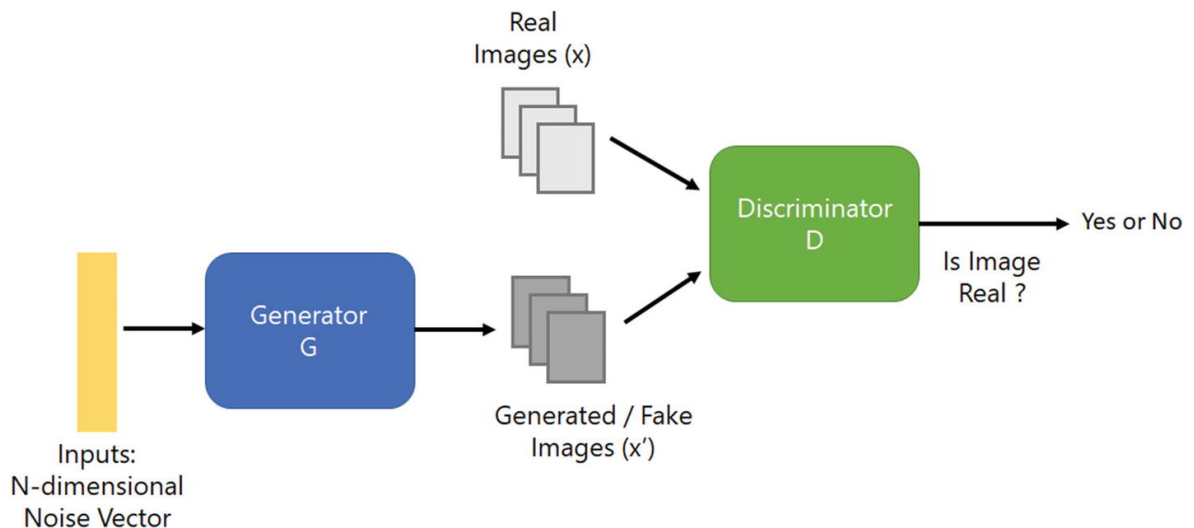 Real
Images (x)
Discriminator
D
Yes or No
Is Image
Real ?
Generator
G
Generated / Fake
Images (x’)
Inputs:
N-dimensional
Noise Vector